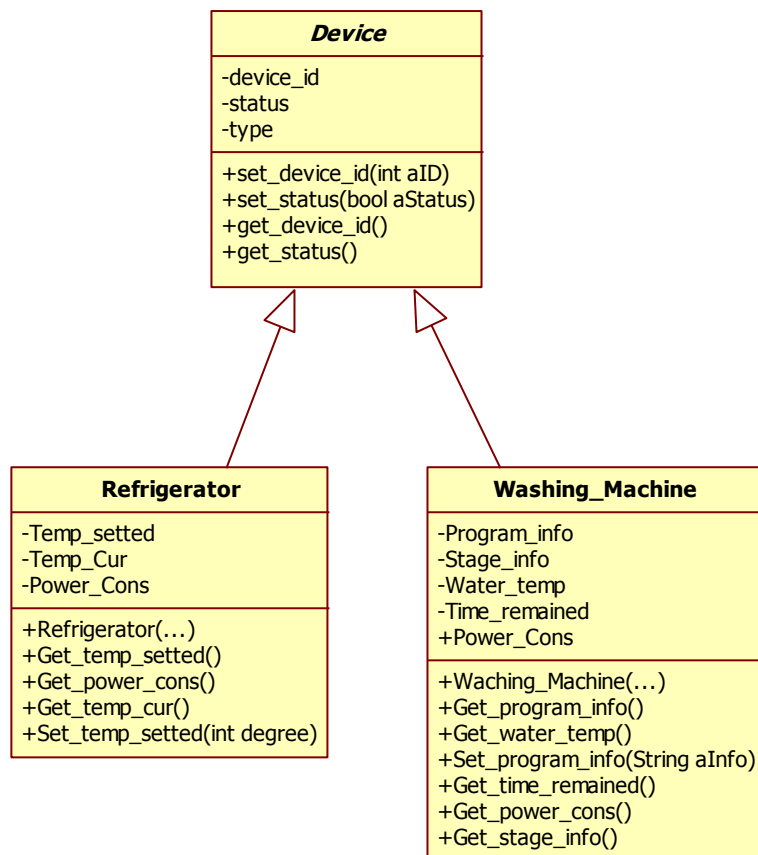 Device
-device_id
-status
-type
+set_device_id(int aID)
+set_status(bool aStatus)
+get_device_id()
+get_status()
Refrigerator
-Temp_setted
-Temp_Cur
-Power_Cons
+Refrigerator(...)
+Get_temp_setted()
+Get_power_cons()
+Get_temp_cur()
+Set_temp_setted(int degree)
Washing_Machine
-Program_info
-Stage_info
-Water_temp
-Time_remained
+Power_Cons
+Waching_Machine(...)
+Get_program_info()
+Get_water_temp()
+Set_program_info(String aInfo)
+Get_time_remained()
+Get_power_cons()
+Get_stage_info()